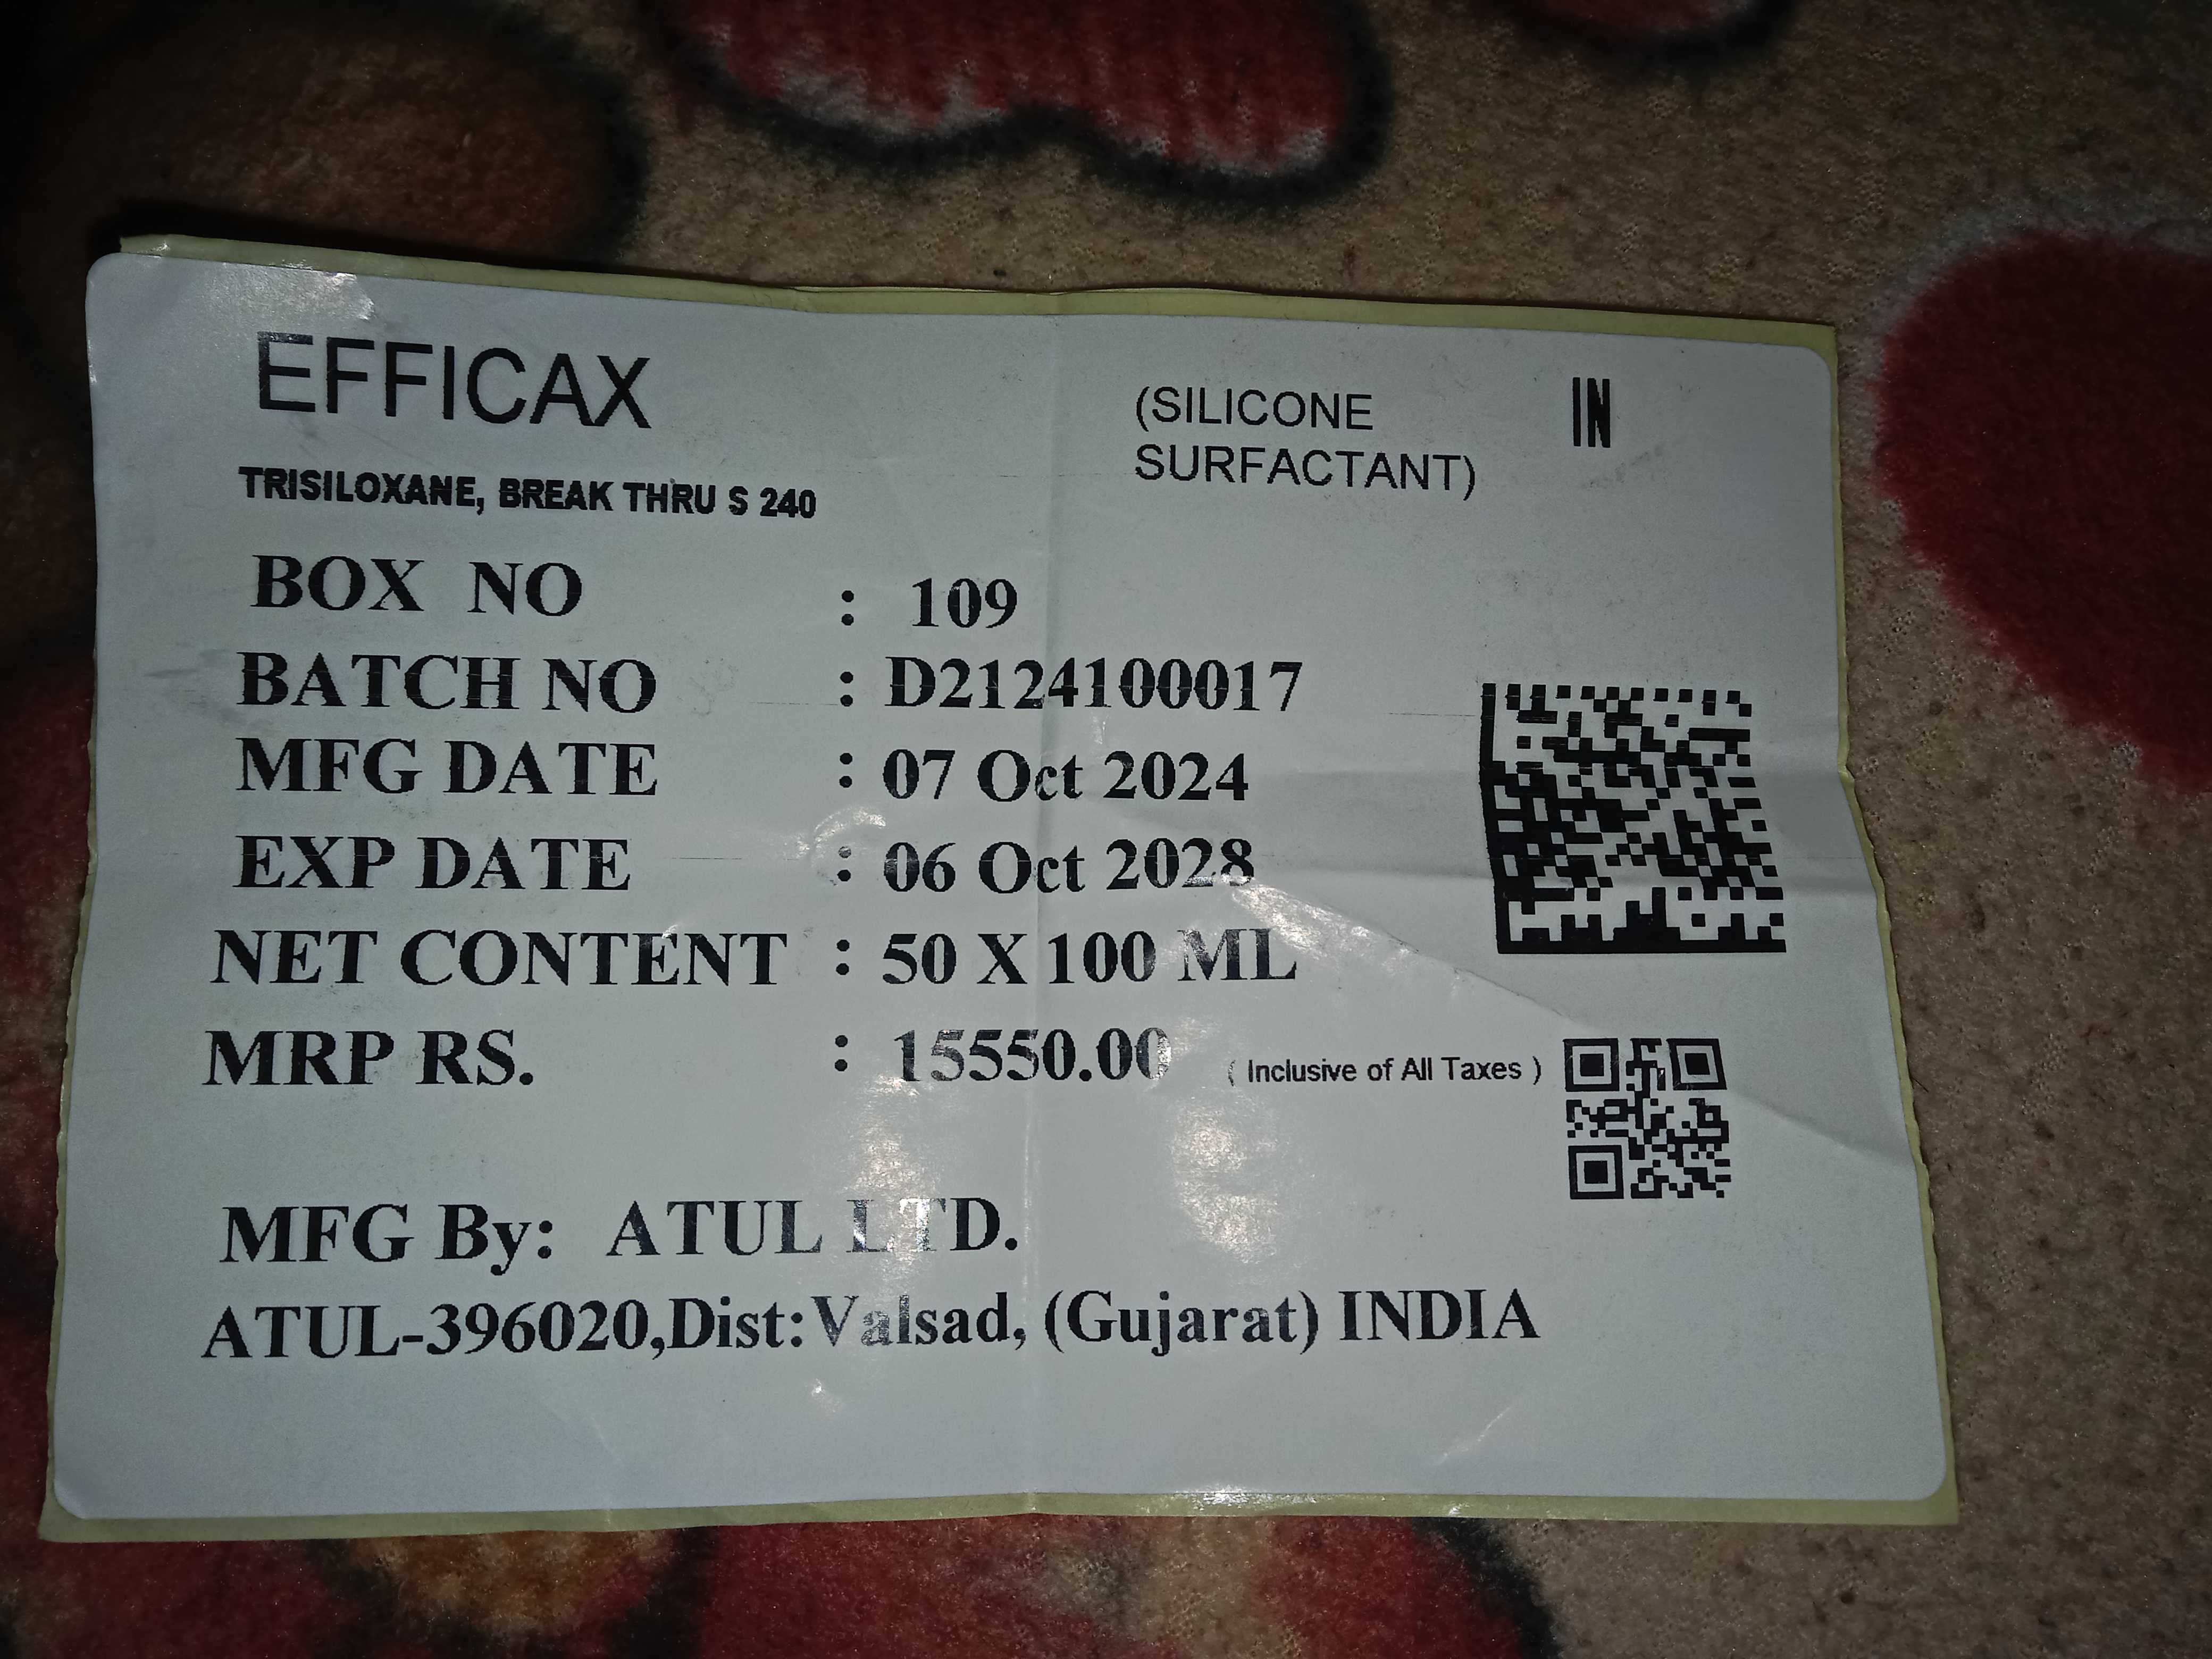 EFFICAX
(SILICONE
SURFACTANT)
IN
TRISILOXANE, BREAK THRU S 240
BOX NO : 109
BATCH NO : D2124100017
MFG DATE : 07 Oct 2024
EXP DATE : 06 Oct 2028
NET CONTENT : 50 X 100 ML
MRP RS. : 15550.00 ( Inclusive of All Taxes )
MFG By: ATUL LTD.
ATUL-396020,Dist:Valsad, (Gujarat) INDIA